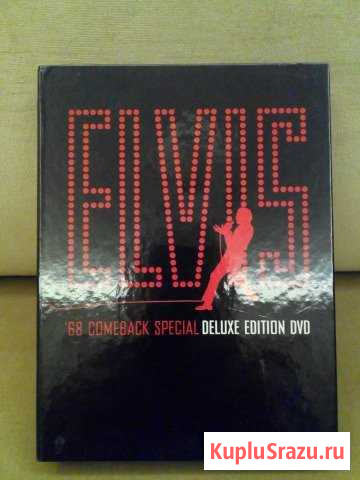 ELVIS
'68 COMEBACK SPECIAL DELUXE EDITION DVD
KupluSrazu.ru